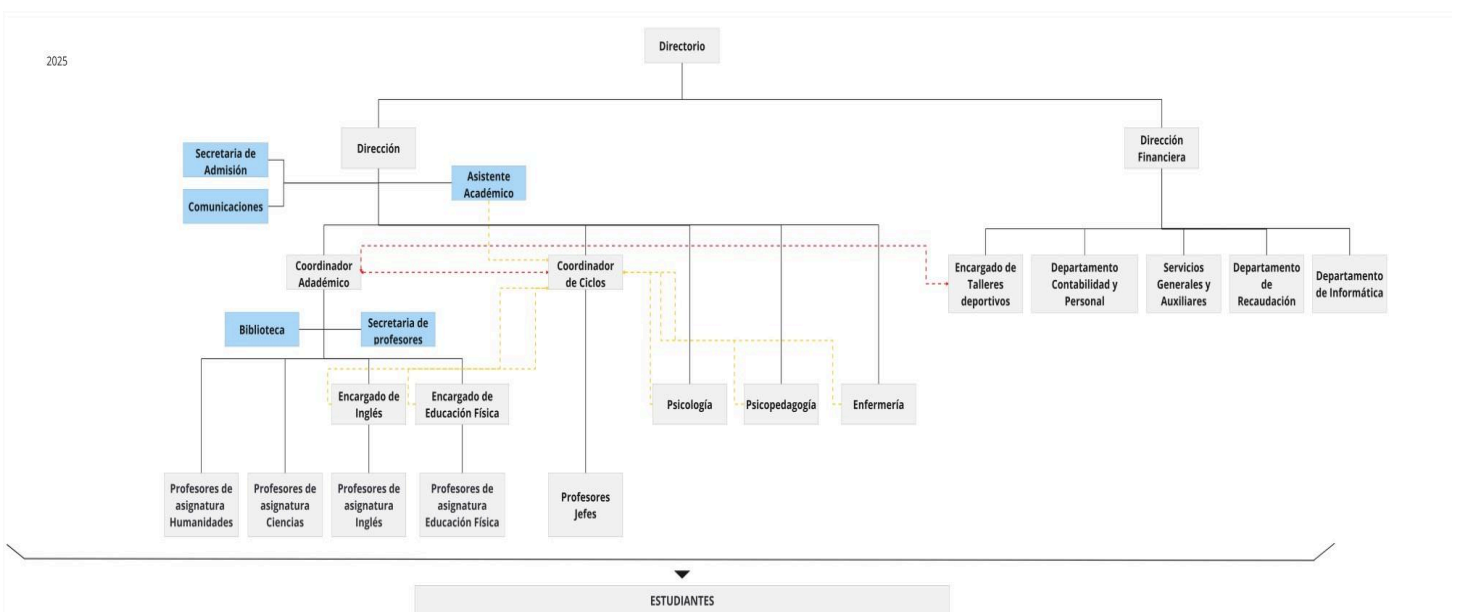 Directorio
2025
Dirección
Dirección
Financiera
Secretaria de
Admisión
Asistente
Académico
Comunicaciones
Coordinador
Adadémico
Coordinador
de Ciclos
Encargado de
Talleres
deportivos
Departamento
Contabilidad y
Personal
Servicios
Generales y
Auxiliares
Departamento
de
Recaudación
Departamento
de Informática
Biblioteca
Secretaria de
profesores
Encargado de
Inglés
Encargado de
Educación Física
Psicología
Psicopedagogía
Enfermería
Profesores de
asignatura
Humanidades
Profesores de
asignatura
Ciencias
Profesores de
asignatura
Inglés
Profesores de
asignatura
Educación Física
Profesores
Jefes
ESTUDIANTES